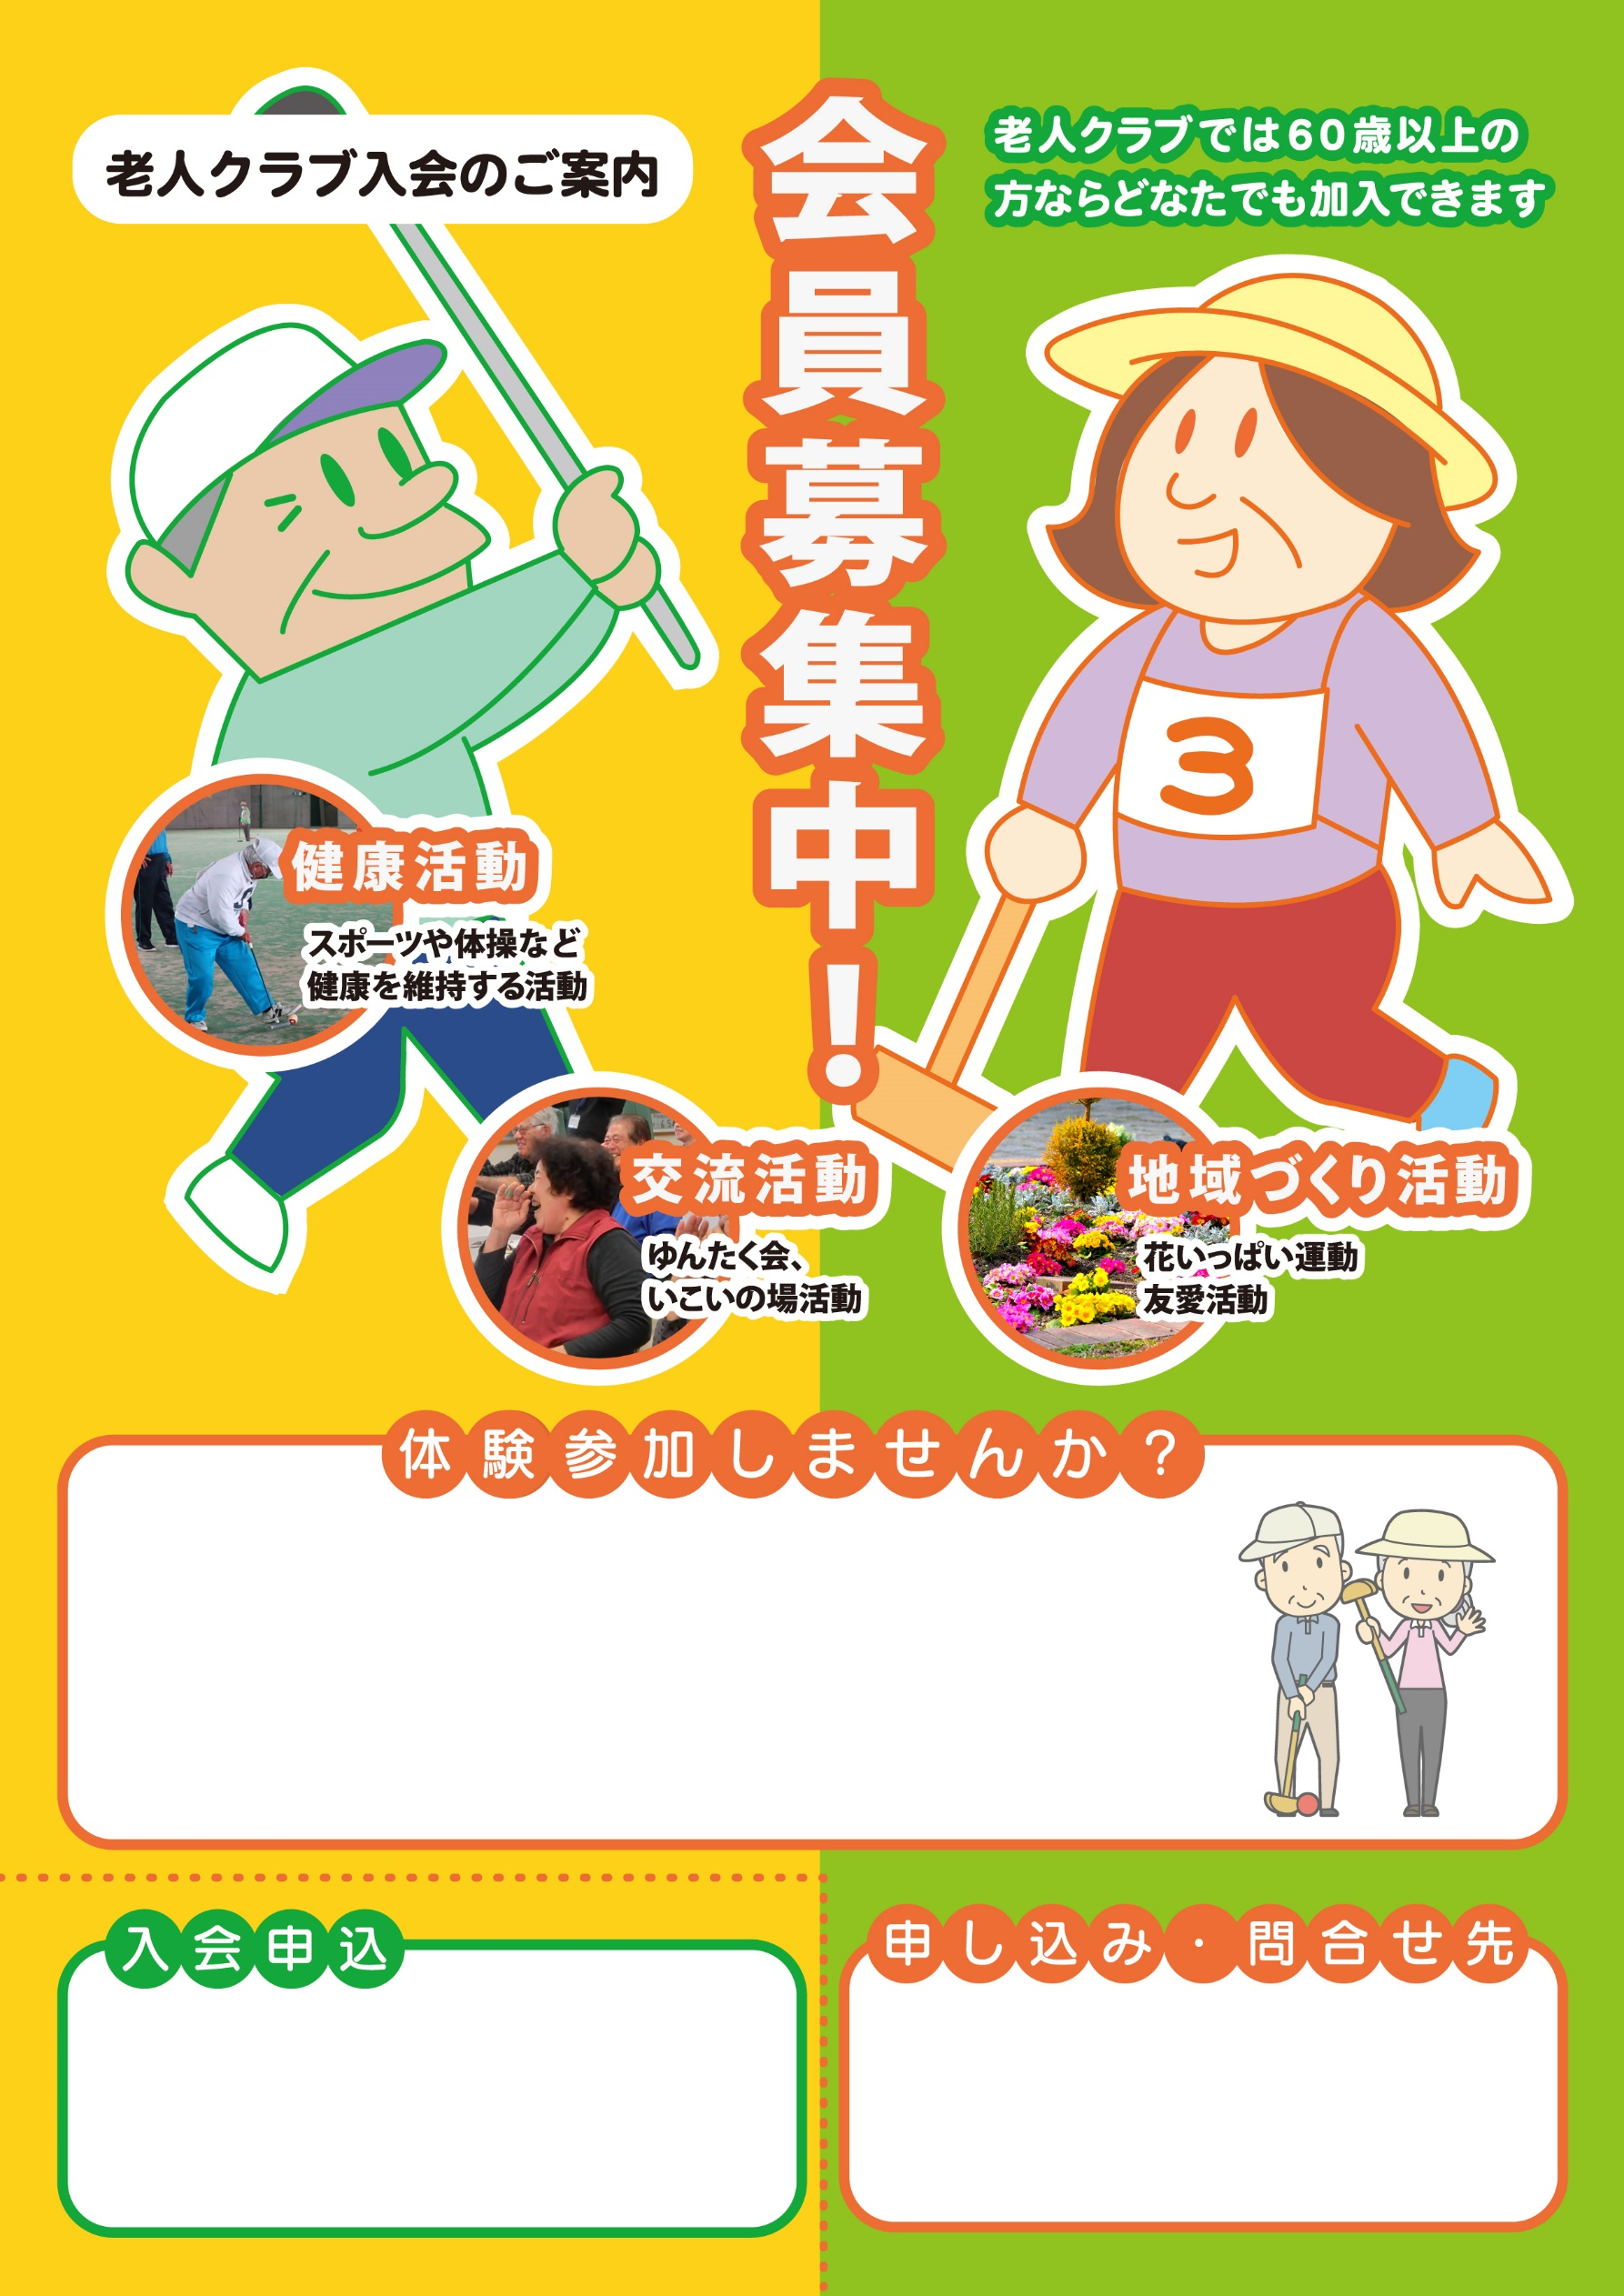 老人クラブ入会のご案内
会員募集中!
老人クラブでは60歳以上の
方ならどなたでも加入できます
3
健康活動
スポーツや体操など
健康を維持する活動
交流活動
ゆんたく会、
いこいの場活動
地域づくり活動
花いっぱい運動
友愛活動
体験参加しませんか?
入会申込
申し込み・問合せ先